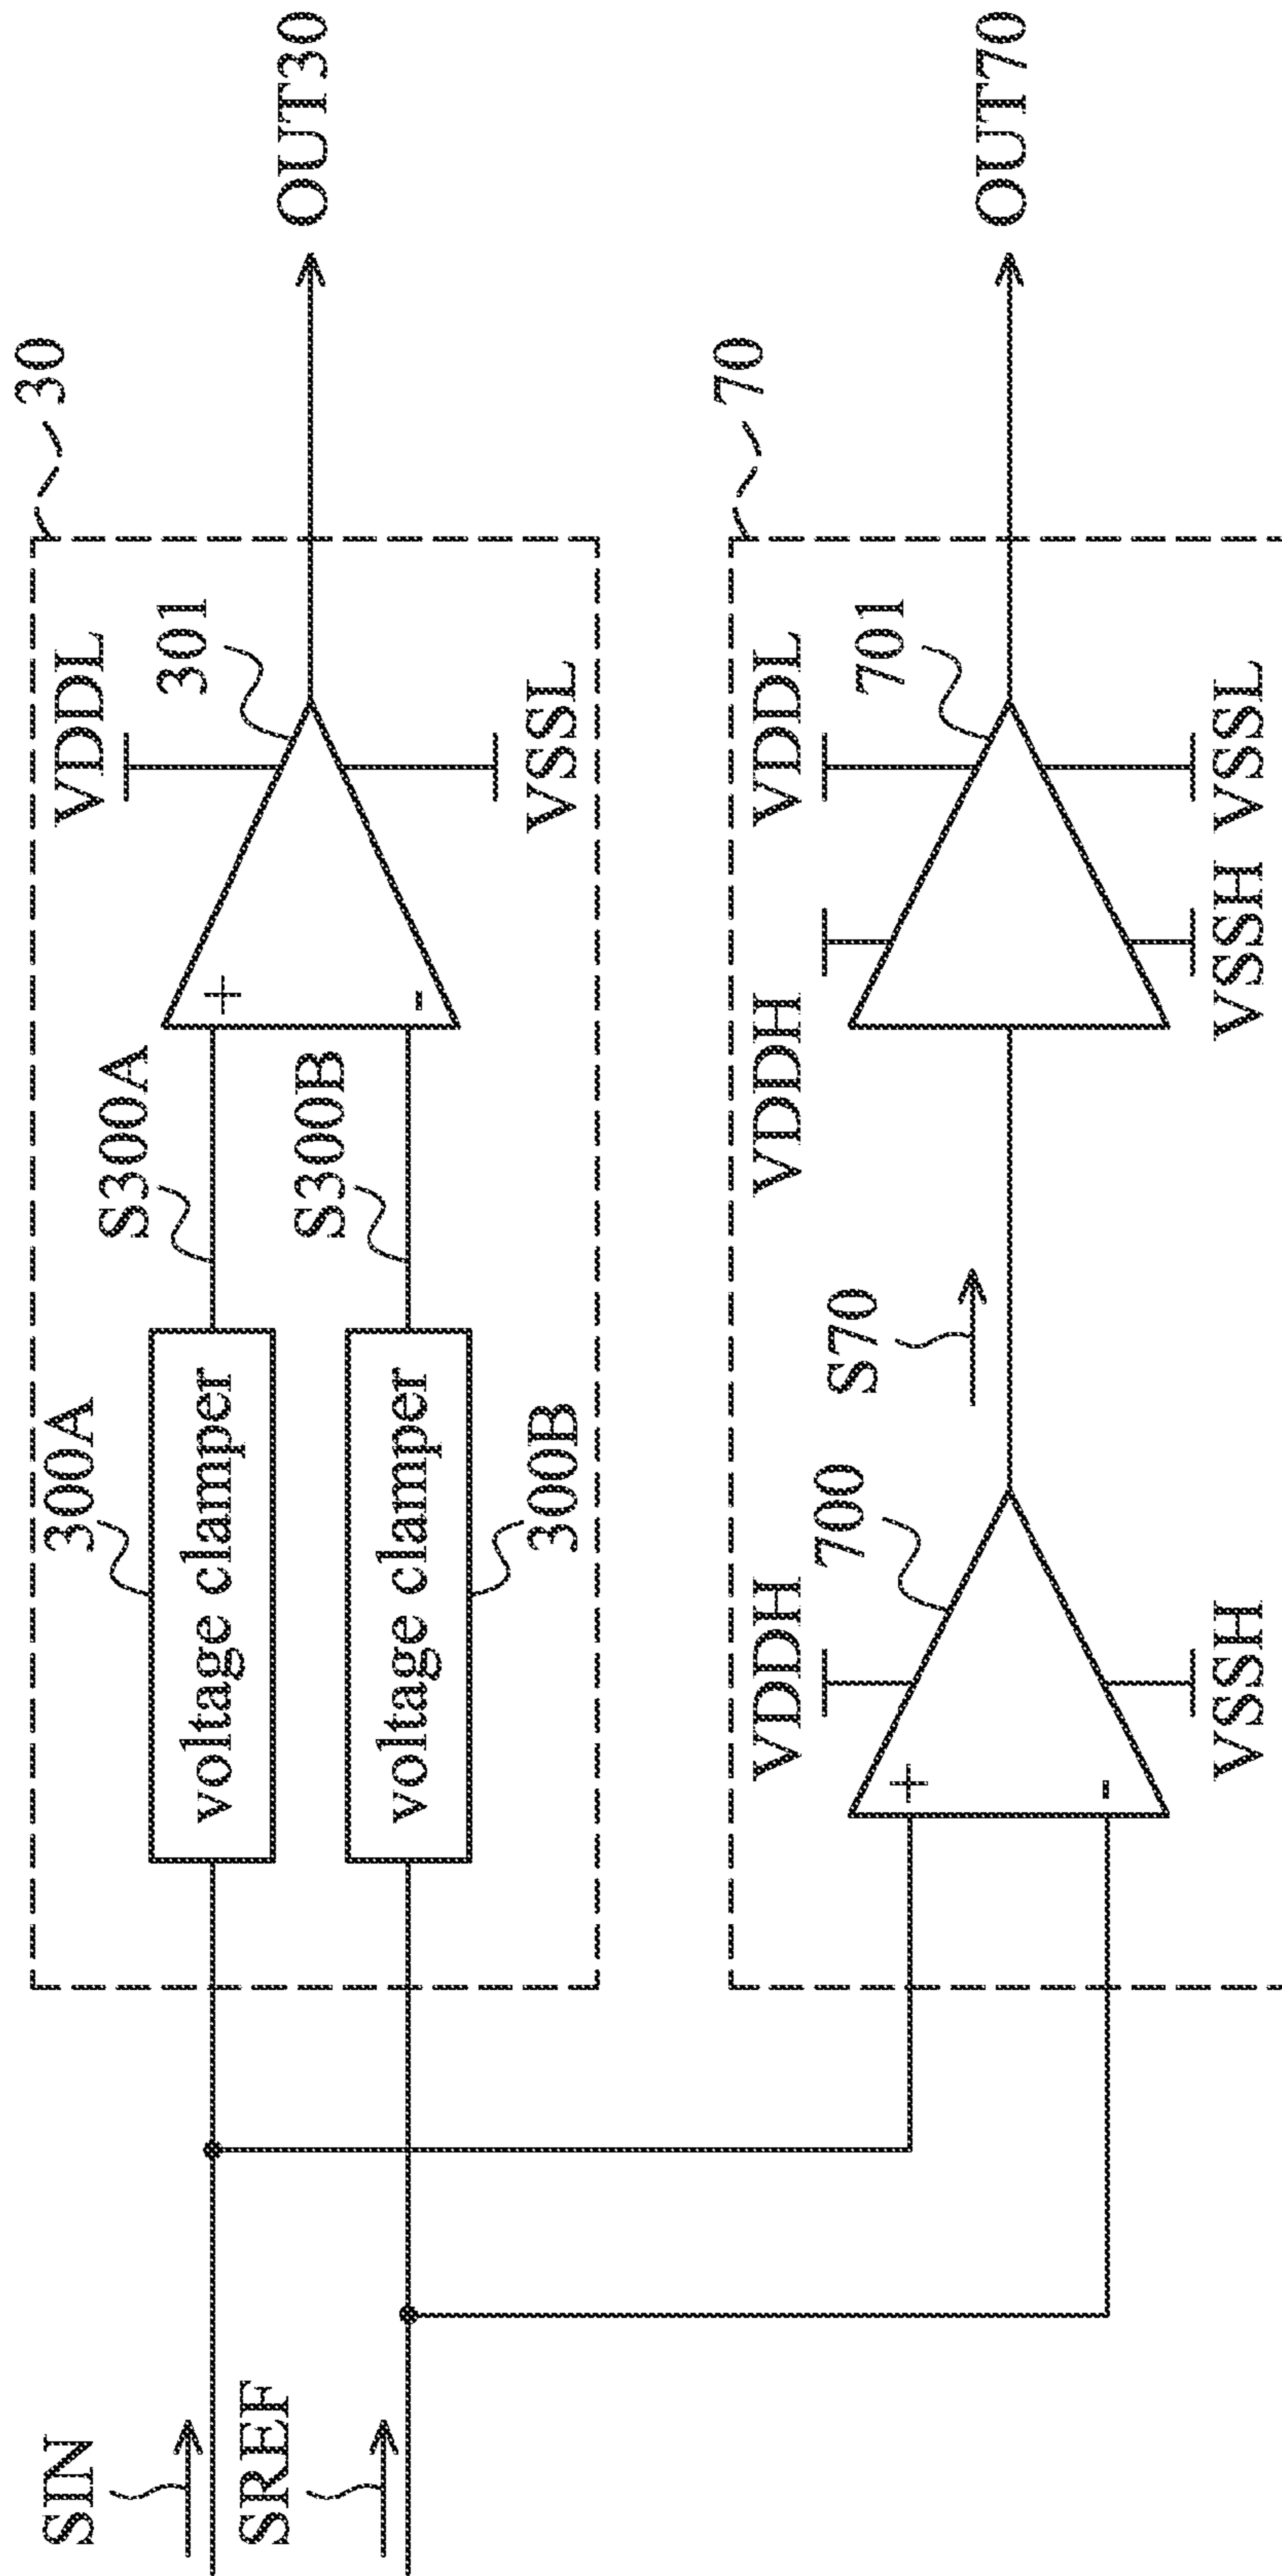 SIN
SREF
300A
voltage clamper
voltage clamper
300B
S300A
S300B
+
-
VDDL
301
VSSL
30
OUT30
VDDH
700
+
-
VSSH
S70
VDDH
VDDL
701
VSSH VSSL
70
OUT70